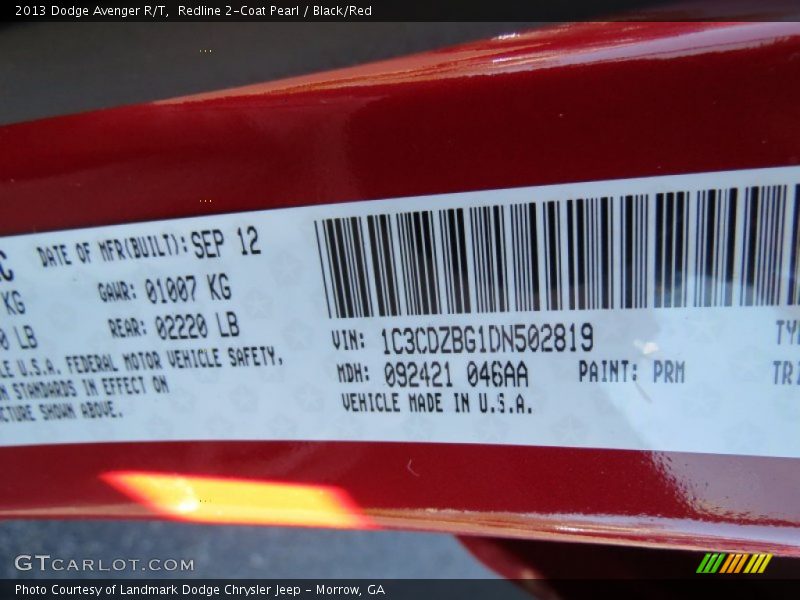 2013 Dodge Avenger R/T,  Redline 2-Coat Pearl / Black/Red
DATE OF MFR(BUILT): SEP 12
KG GAWR: 01007 KG
LB REAR: 02220 LB
U.S.A. FEDERAL MOTOR VEHICLE SAFETY,
STANDARDS IN EFFECT ON
SHOWN ABOVE.
VIN: 1C3CDZBG1DN502819
MDH: 092421 046AA PAINT: PRM
VEHICLE MADE IN U.S.A.
GTCARLOT.COM
Photo Courtesy of Landmark Dodge Chrysler Jeep - Morrow, GA